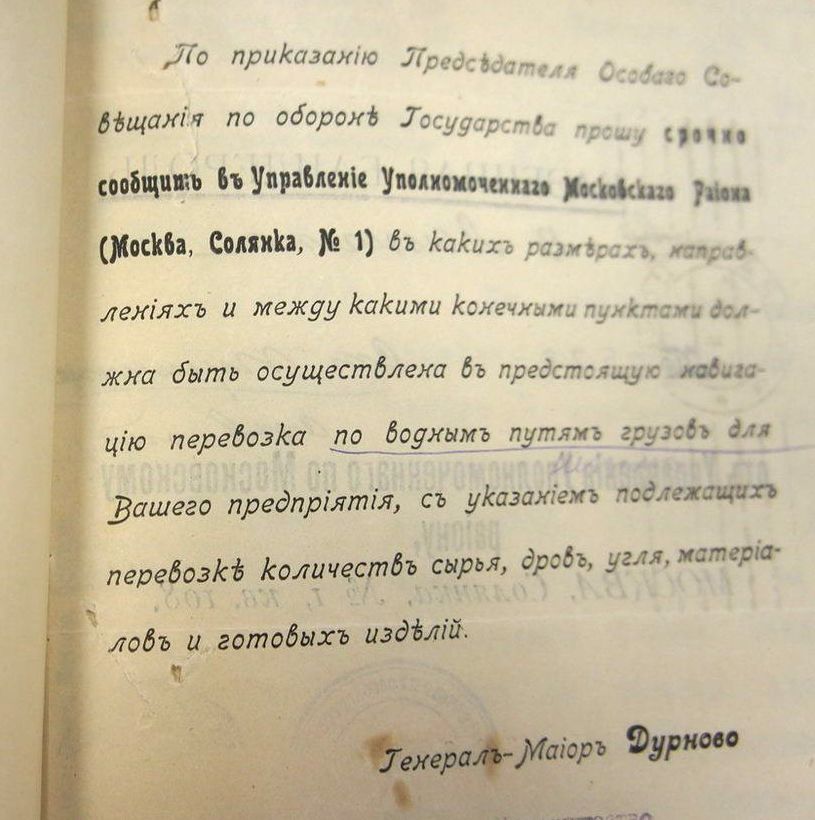 По приказанію Предсѣдателя Особаго Со-
вѣщанія по оборонѣ Государства прошу срочно
сообщить въ Управленіе Уполномоченнаго Московскаго Раіона
(Москва, Солянка, № 1) въ какихъ размѣрахъ, направ-
леніяхъ и между какими конечными пунктами дол-
жна быть осуществлена въ предстоящую навига-
цію перевозка по воднымъ путямъ грузовъ для
Вашего предпріятія, съ указаніемъ подлежащихъ
перевозкѣ количествъ сырья, дровъ, угля, матеріа-
ловъ и готовыхъ издѣлій.
Генералъ-Маіоръ Дурново